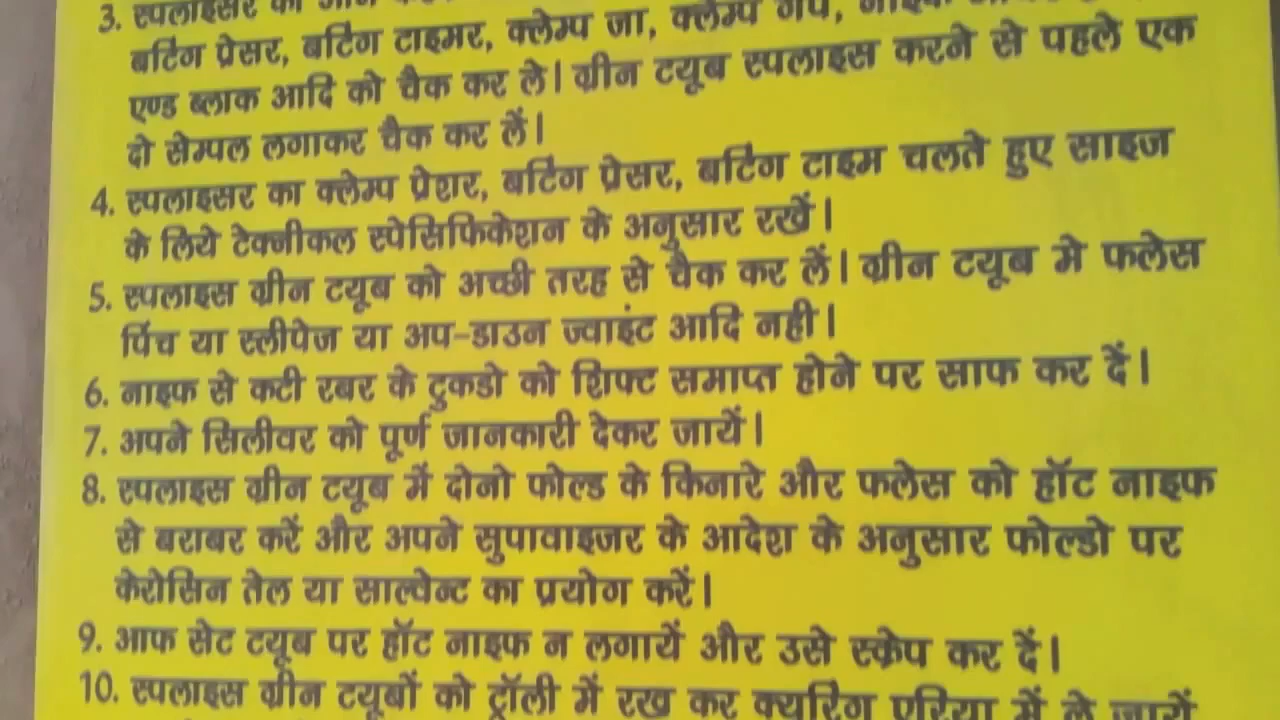 3. स्पलाइसर का
बटिंग प्रेसर, बटिंग टाइमर, क्लेम्प जा, क्लेम्प गेप,
एण्ड ब्लाक आदि को चैक कर ले। ग्रीन टयूब स्पलाइस करने से पहले एक
दो सेम्पल लगाकर चैक कर लें।
4. स्पलाइसर का क्लेम्प प्रेशर, बटिंग प्रेसर, बटिंग टाइम चलते हुए साइज
के लिये टेक्नीकल स्पेसिफिकेशन के अनुसार रखें।
5. स्पलाइस ग्रीन टयूब को अच्छी तरह से चैक कर लें। ग्रीन टयूब मे फलेस
पिंच या स्लीपेज या अप-डाउन ज्वाइंट आदि नही।
6. नाइफ से कटी रबर के टुकडो को शिफ्ट समाप्त होने पर साफ कर दें।
7. अपने सिलीवर को पूर्ण जानकारी देकर जायें।
8. स्पलाइस ग्रीन टयूब में दोनो फोल्ड के किनारे और फलेस को हॉट नाइफ
से बराबर करें और अपने सुपावाइजर के आदेश के अनुसार फोल्डो पर
केरोसिन तेल या साल्वेन्ट का प्रयोग करें।
9. आफ सेट टयूब पर हॉट नाइफ न लगायें और उसे स्क्रेप कर दें।
10. स्पलाइस ग्रीन टयूबों को ट्रॉली में रख कर क्यूरिंग एरिया में ले जायें